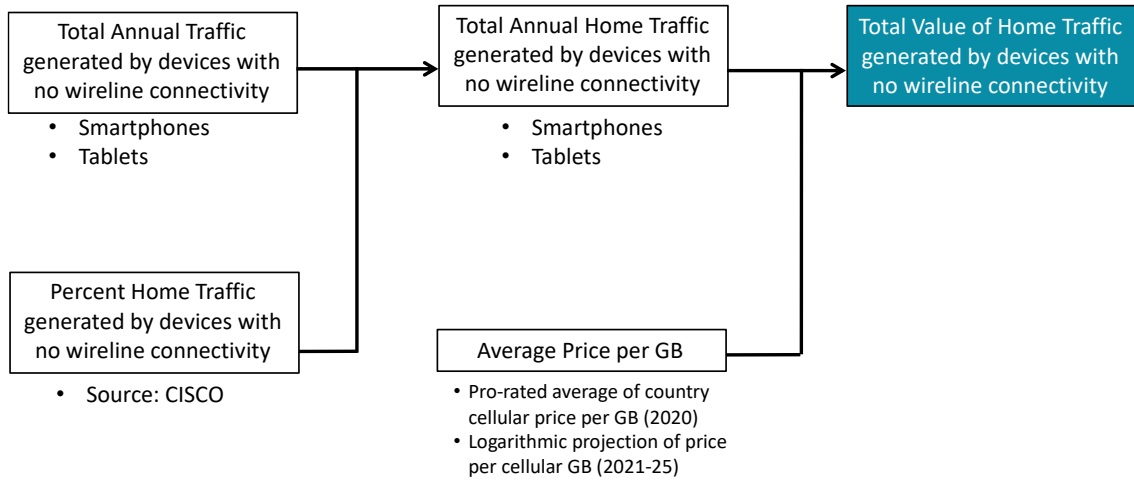 Total Annual Traffic
generated by devices with
no wireline connectivity
• Smartphones
• Tablets
Total Annual Home Traffic
generated by devices with
no wireline connectivity
• Smartphones
• Tablets
Total Value of Home Traffic
generated by devices with
no wireline connectivity
Percent Home Traffic
generated by devices with
no wireline connectivity
• Source: CISCO
Average Price per GB
• Pro-rated average of country
cellular price per GB (2020)
• Logarithmic projection of price
per cellular GB (2021-25)